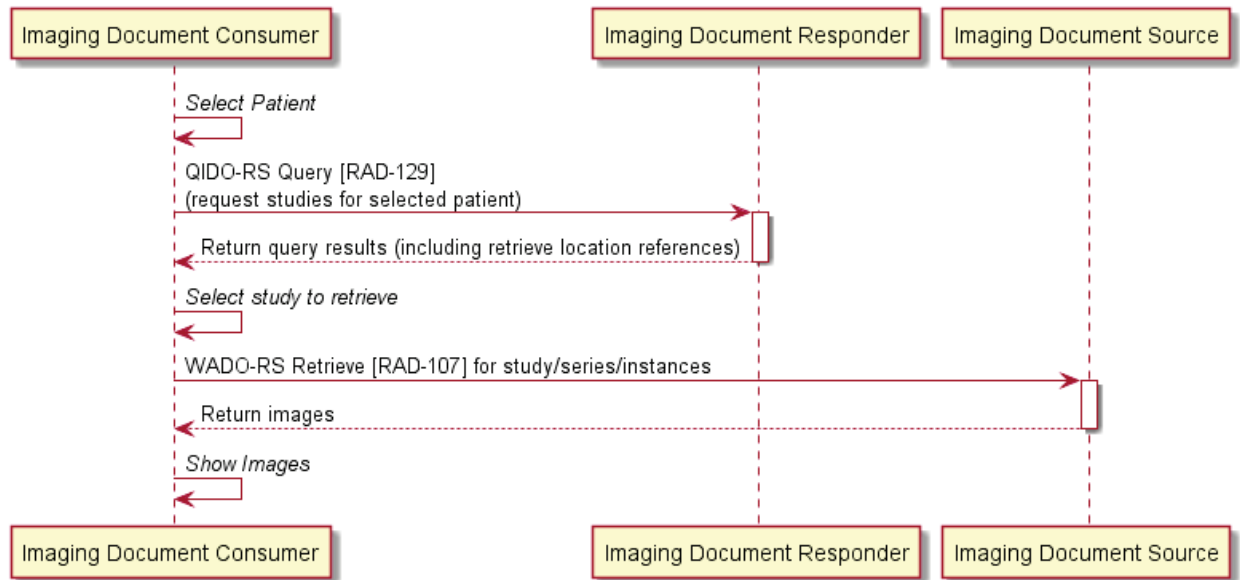 Imaging Document Consumer
Imaging Document Responder
Imaging Document Source
Select Patient
QIDO-RS Query [RAD-129]
(request studies for selected patient)
Return query results (including retrieve location references)
Select study to retrieve
WADO-RS Retrieve [RAD-107] for study/series/instances
Return images
Show Images
Imaging Document Consumer
Imaging Document Responder
Imaging Document Source